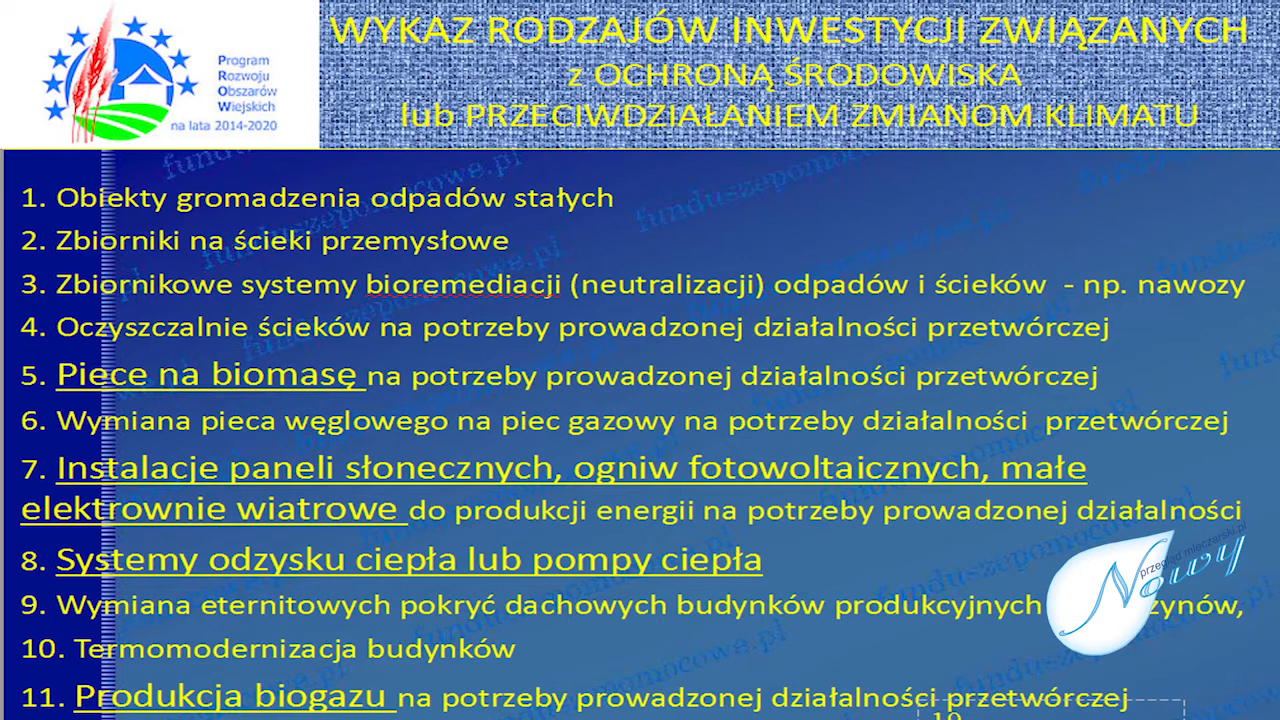 Program
Rozwoju
Obszarów
Wiejskich
na lata 2014-2020
WYKAZ RODZAJÓW INWESTYCJI ZWIĄZANYCH
z OCHRONĄ ŚRODOWISKA
lub PRZECIWDZIAŁANIEM ZMIANOM KLIMATU
1. Obiekty gromadzenia odpadów stałych
2. Zbiorniki na ścieki przemysłowe
3. Zbiornikowe systemy bioremediacji (neutralizacji) odpadów i ścieków - np. nawozy
4. Oczyszczalnie ścieków na potrzeby prowadzonej działalności przetwórczej
5. Piece na biomasę na potrzeby prowadzonej działalności przetwórczej
6. Wymiana pieca węglowego na piec gazowy na potrzeby działalności przetwórczej
7. Instalacje paneli słonecznych, ogniw fotowoltaicznych, małe
elektrownie wiatrowe do produkcji energii na potrzeby prowadzonej działalności
8. Systemy odzysku ciepła lub pompy ciepła
przegląd mleczarski.pl
Nowy
9. Wymiana eternitowych pokryć dachowych budynków produkcyjnych
10. Termomodernizacja budynków
11. Produkcja biogazu na potrzeby prowadzonej działalności przetwórczej
funduszepomocowe.pl